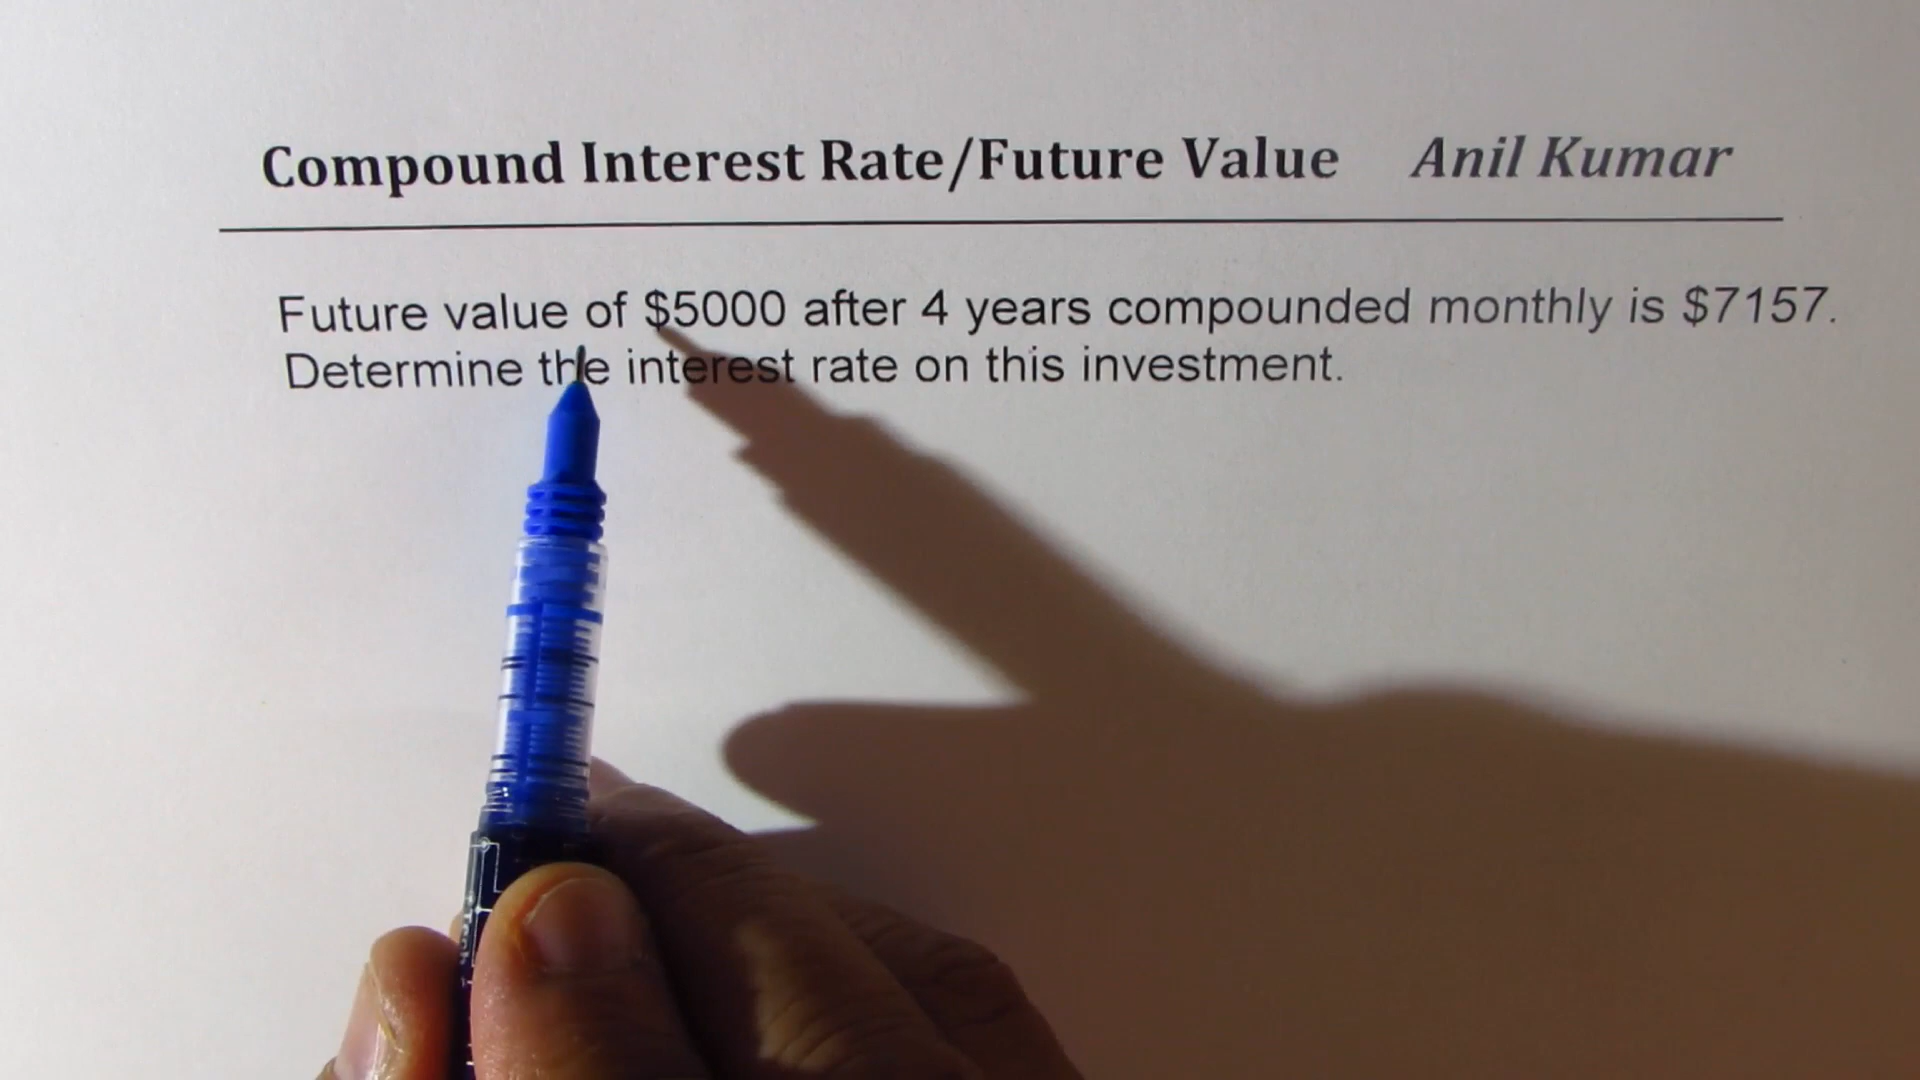 Compound Interest Rate/Future Value Anil Kumar
Future value of $5000 after 4 years compounded monthly is $7157.
Determine the interest rate on this investment.